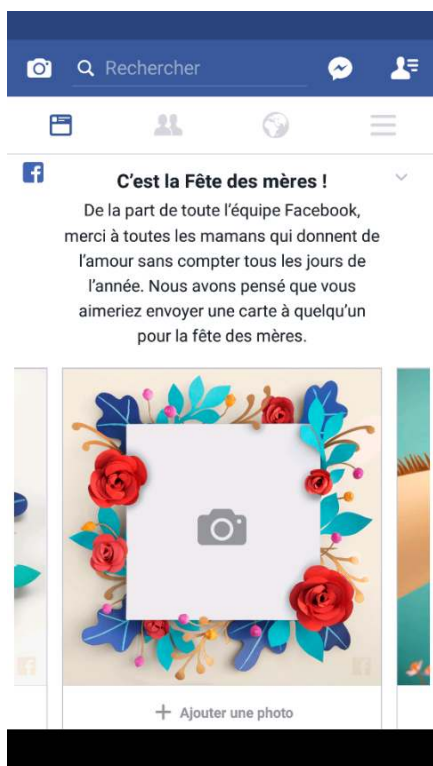 Rechercher
C'est la Fête des mères !
De la part de toute l'équipe Facebook,
merci à toutes les mamans qui donnent de
l'amour sans compter tous les jours de
l'année. Nous avons pensé que vous
aimeriez envoyer une carte à quelqu'un
pour la fête des mères.
+ Ajouter une photo